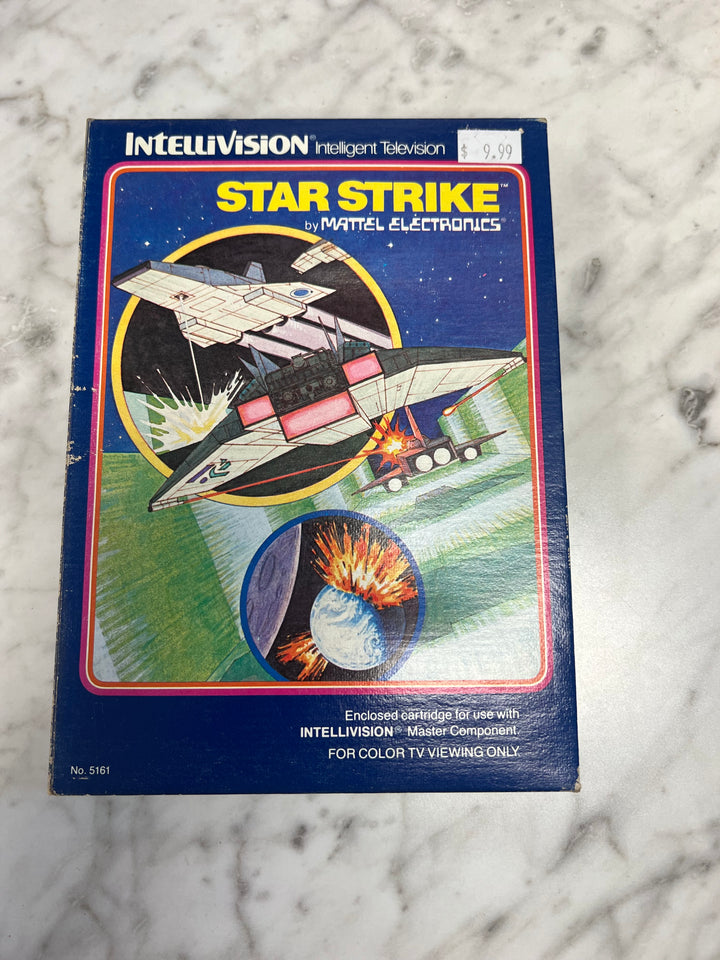 INTELLIVISION® Intelligent Television
$ 9.99
STAR STRIKE™
by MATTEL ELECTRONICS®
Enclosed cartridge for use with
INTELLIVISION® Master Component.
FOR COLOR TV VIEWING ONLY
No. 5161